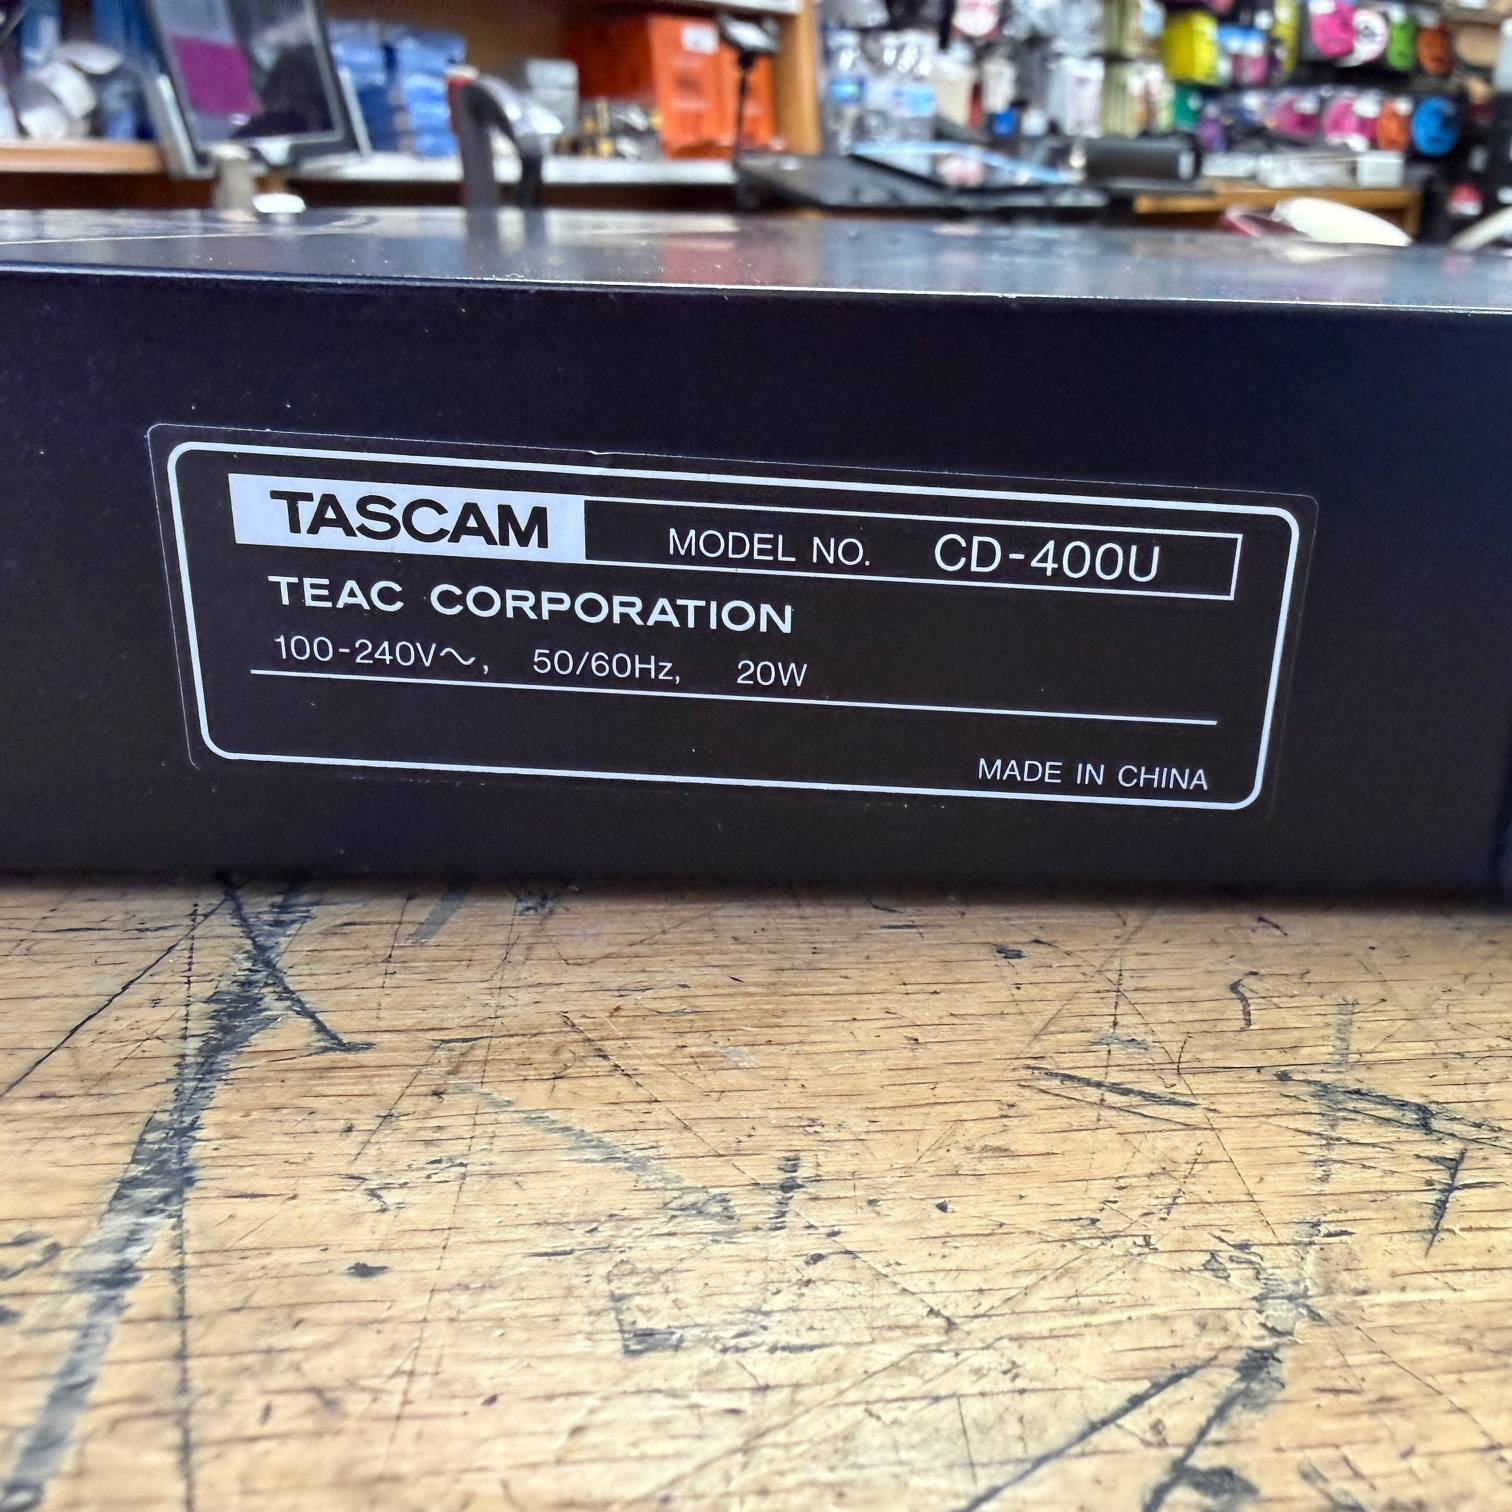 TASCAM MODEL NO. CD-400U
TEAC CORPORATION
100-240V～, 50/60Hz, 20W
MADE IN CHINA